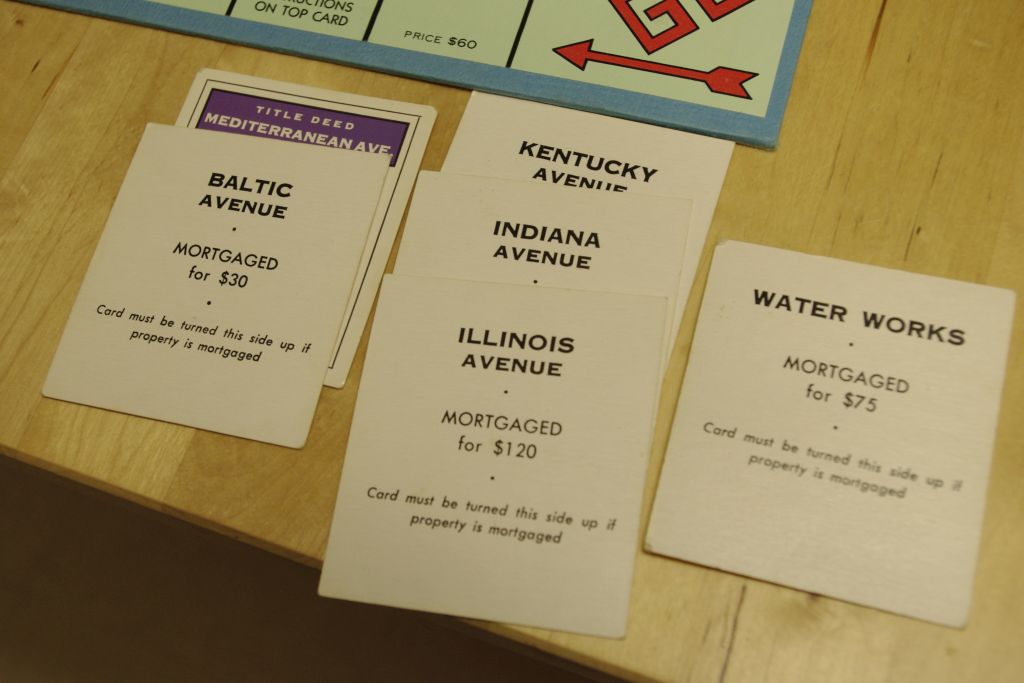 CTIONS
ON TOP CARD
PRICE $60
GO
TITLE DEED
MEDITERRANEAN AVE.
BALTIC
AVENUE
•
MORTGAGED
for $30
•
Card must be turned this side up if
property is mortgaged
KENTUCKY
AVENUE
INDIANA
AVENUE
•
ILLINOIS
AVENUE
•
MORTGAGED
for $120
•
Card must be turned this side up if
property is mortgaged
WATER WORKS
•
MORTGAGED
for $75
•
Card must be turned this side up if
property is mortgaged